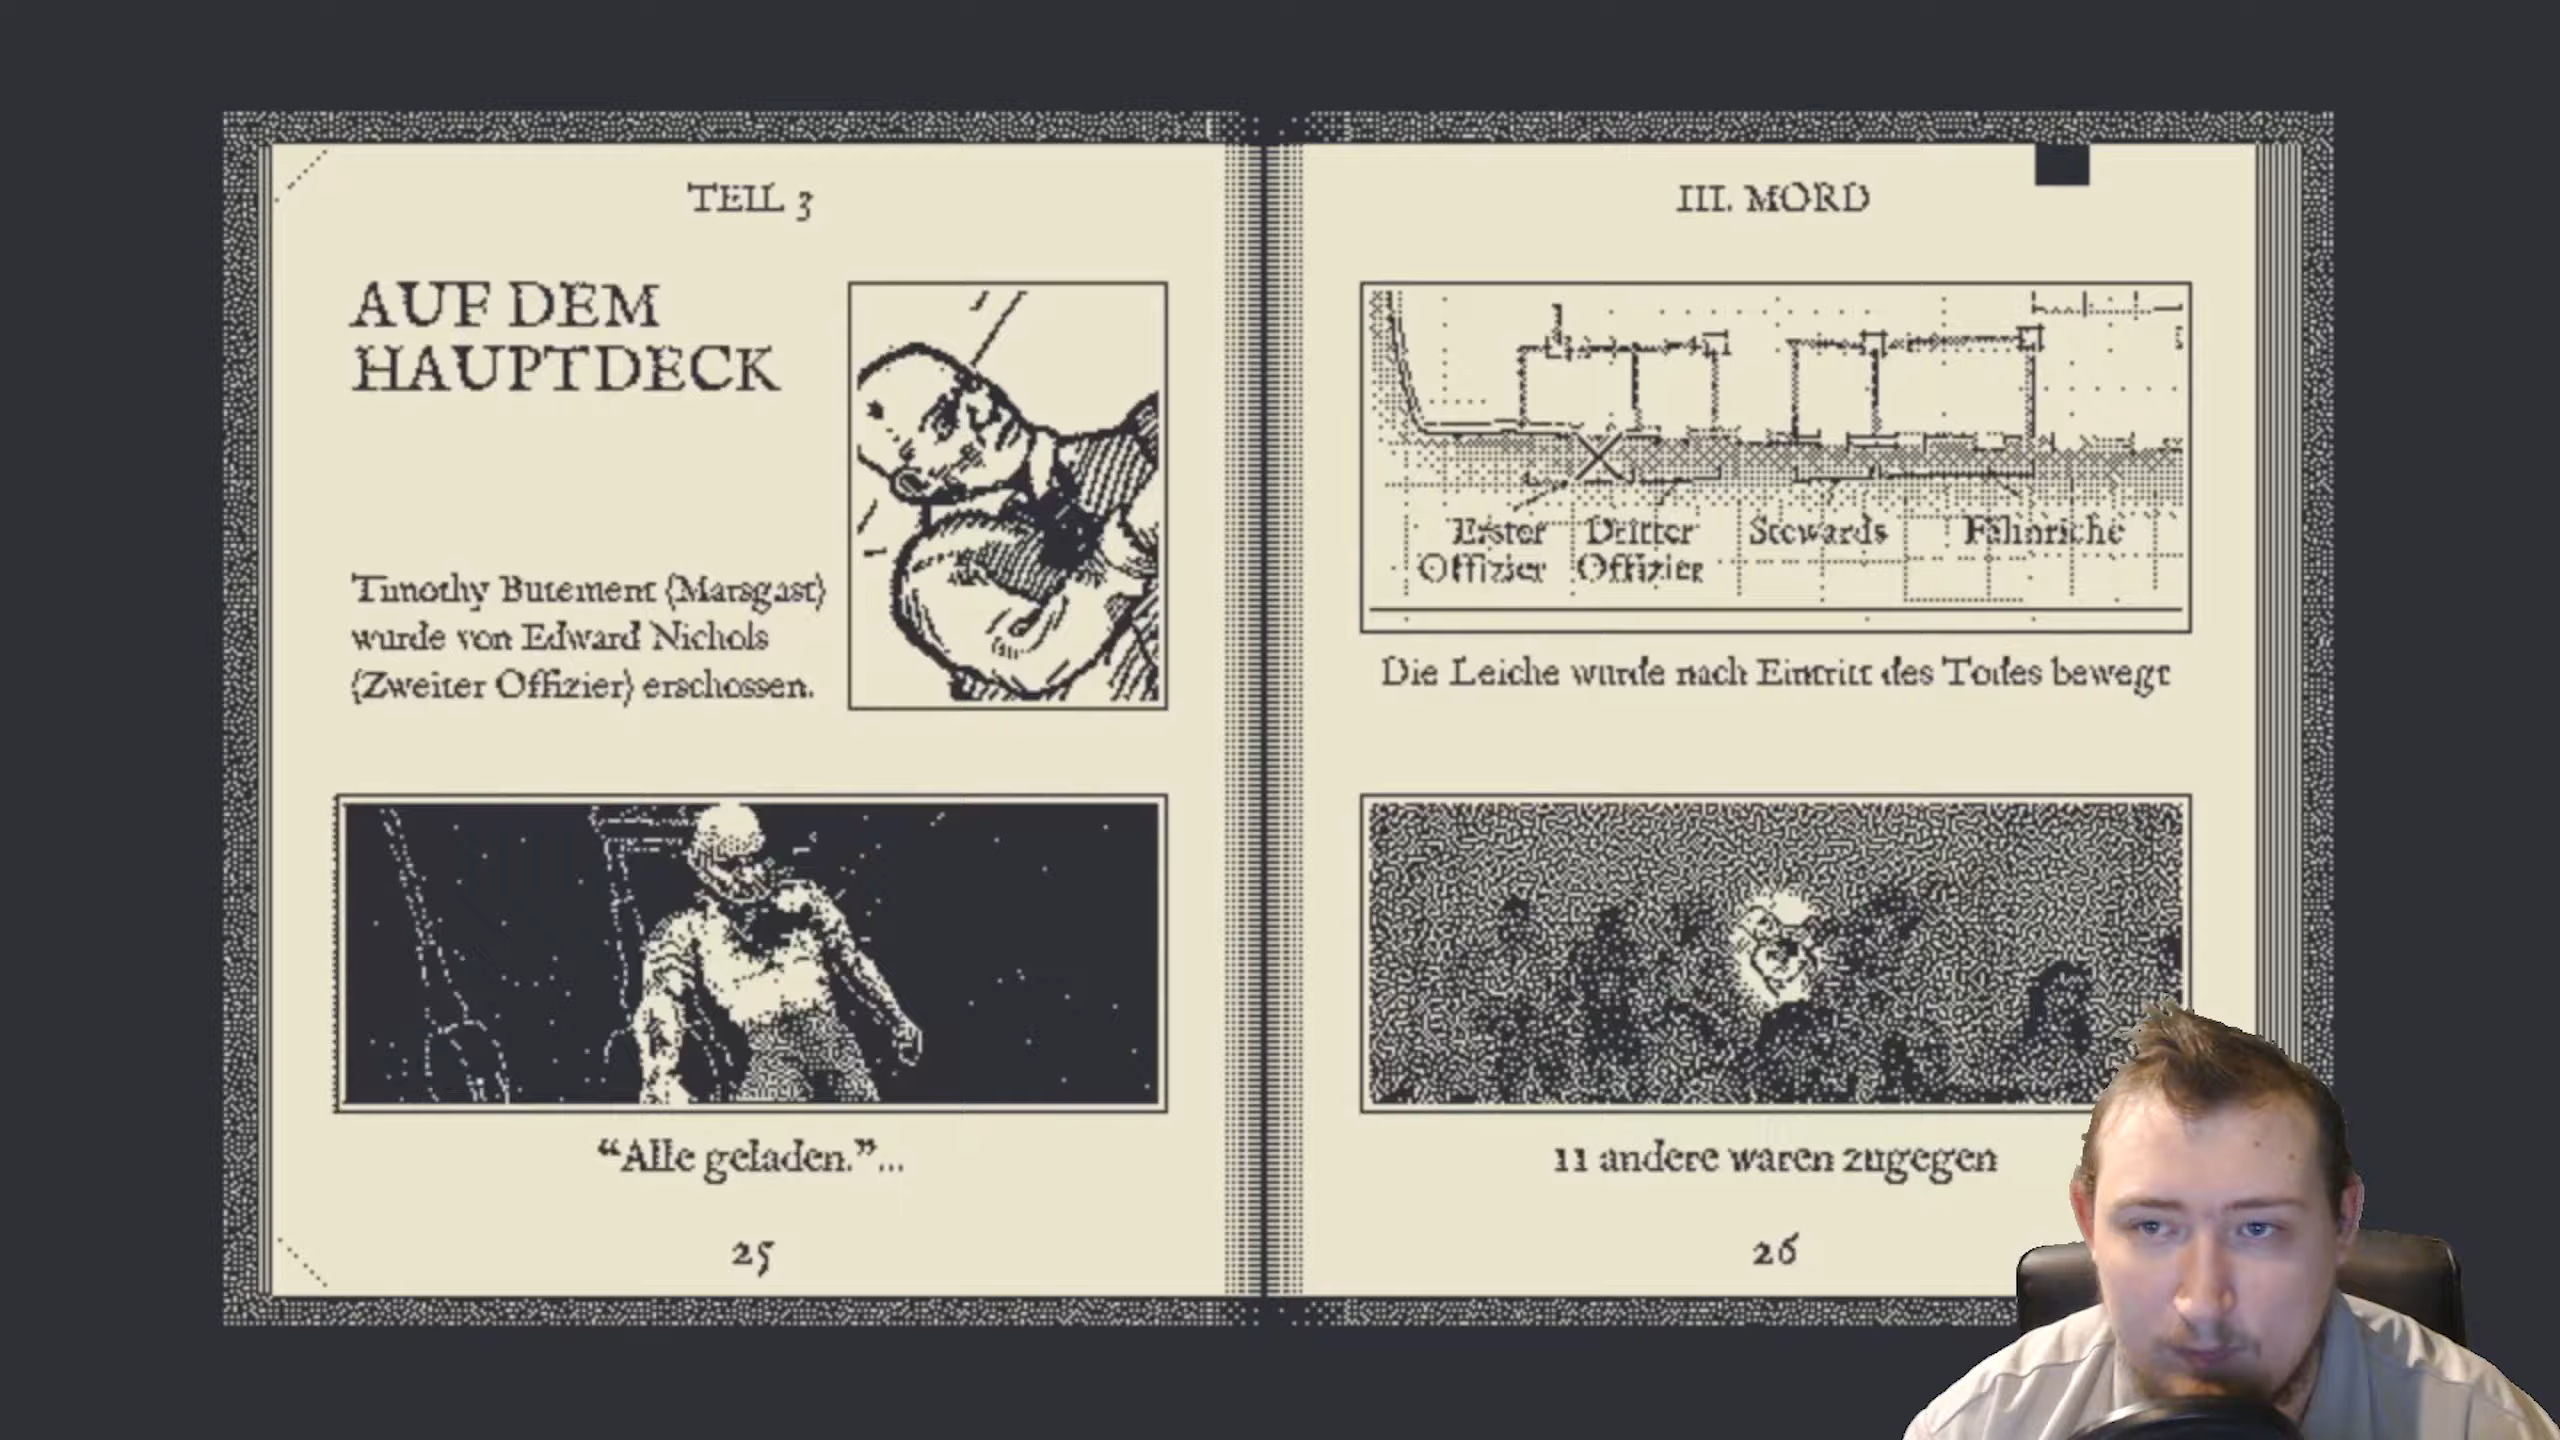 TEIL 3
AUF DEM
HAUPTDECK
Timothy Butement (Marsgast)
wurde von Edward Nichols
(Zweiter Offizier) erschossen.
“Alle geladen.”...
25
III. MORD
Erster Offizier
Dritter Offizier
Stewards
Fähnriche
Die Leiche wurde nach Eintritt des Todes bewegt
11 andere waren zugegen
26